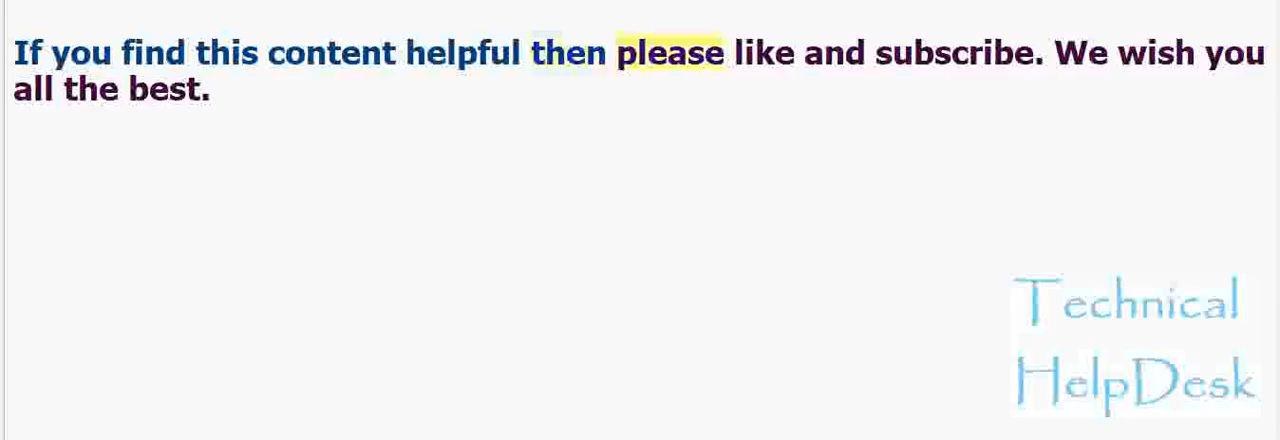 If you find this content helpful then please like and subscribe. We wish you
all the best.
Technical
HelpDesk